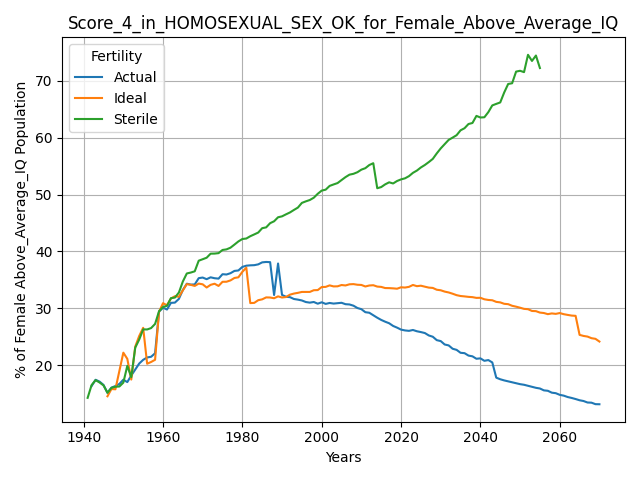 Score_4_in_HOMOSEXUAL_SEX_OK_for_Female_Above_Average_IQ
Fertility
Actual
Ideal
Sterile
% of Female Above_Average_IQ Population
70
60
50
40
30
20
1940 1960 1980 2000 2020 2040 2060
Years